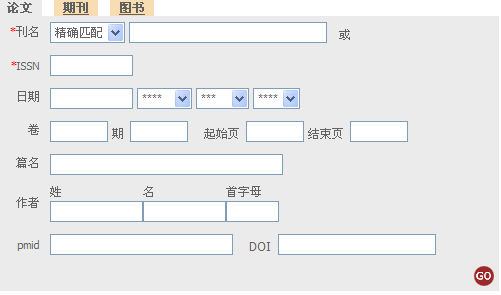 论文 期刊 图书
*刊名 精确匹配 或
*ISSN
日期 **** *** ****
卷 期 起始页 结束页
篇名
姓 名 首字母
作者
pmid DOI
GO